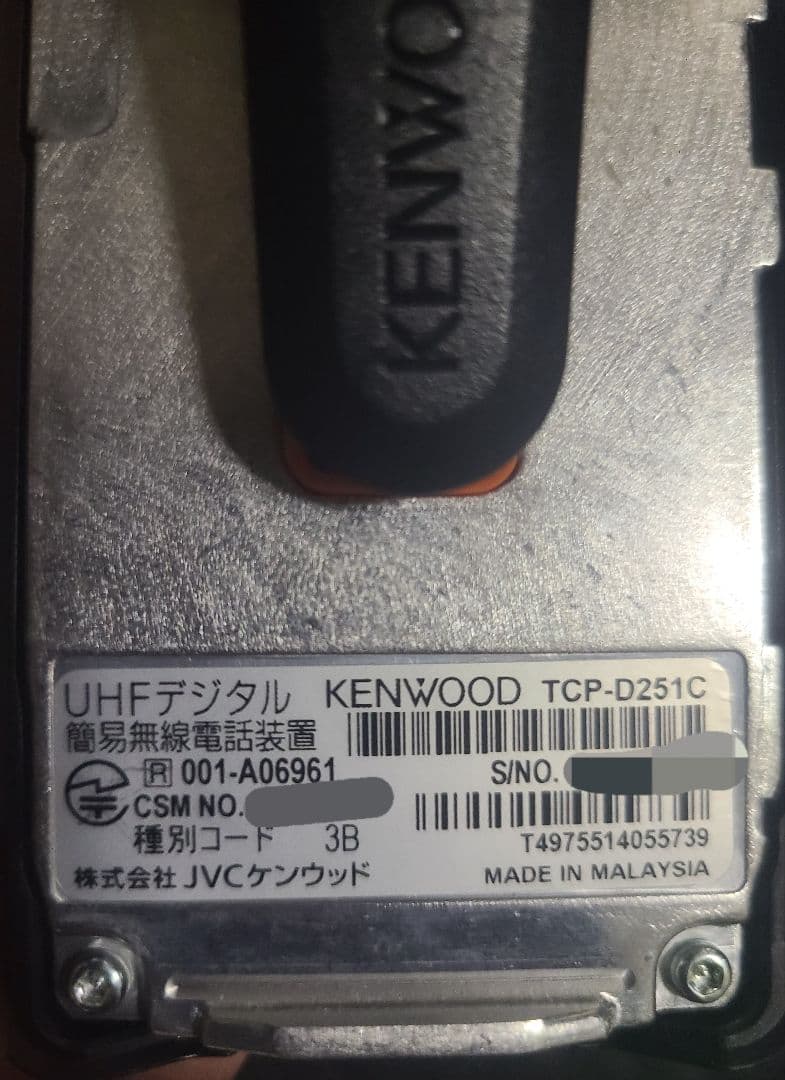 KENWO
UHFデジタル KENWOOD TCP-D251C
簡易無線電話装置
R 001-A06961 S/NO.
CSM NO.
種別コード 3B T4975514055739
株式会社 JVCケンウッド MADE IN MALAYSIA